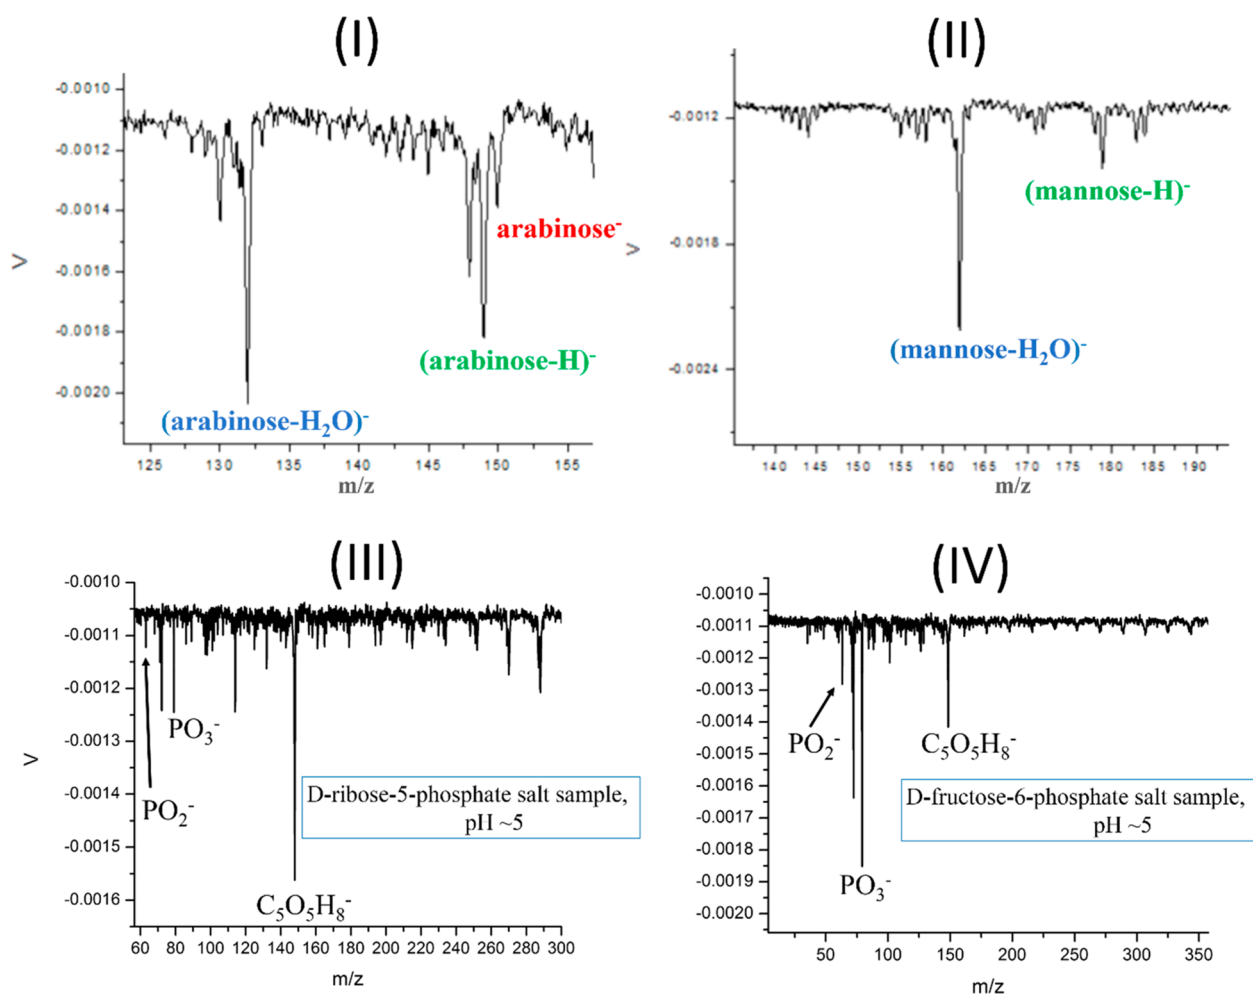 (I)
-0.0010
-0.0012
-0.0014
-0.0016
-0.0018
-0.0020
V
arabinose⁻
(arabinose-H)⁻
(arabinose-H₂O)⁻
125 130 135 140 145 150 155
m/z
(II)
-0.0012
-0.0018
-0.0024
V
(mannose-H)⁻
(mannose-H₂O)⁻
140 145 150 155 160 165 170 175 180 185 190
m/z
(III)
-0.0010
-0.0011
-0.0012
-0.0013
-0.0014
-0.0015
-0.0016
V
PO₃⁻
PO₂⁻
D-ribose-5-phosphate salt sample,
pH ~5
C₅O₅H₈⁻
60 80 100 120 140 160 180 200 220 240 260 280 300
m/z
(IV)
-0.0010
-0.0011
-0.0012
-0.0013
-0.0014
-0.0015
-0.0016
-0.0017
-0.0018
-0.0019
-0.0020
PO₂⁻
C₅O₅H₈⁻
D-fructose-6-phosphate salt sample,
pH ~5
PO₃⁻
50 100 150 200 250 300 350
m/z